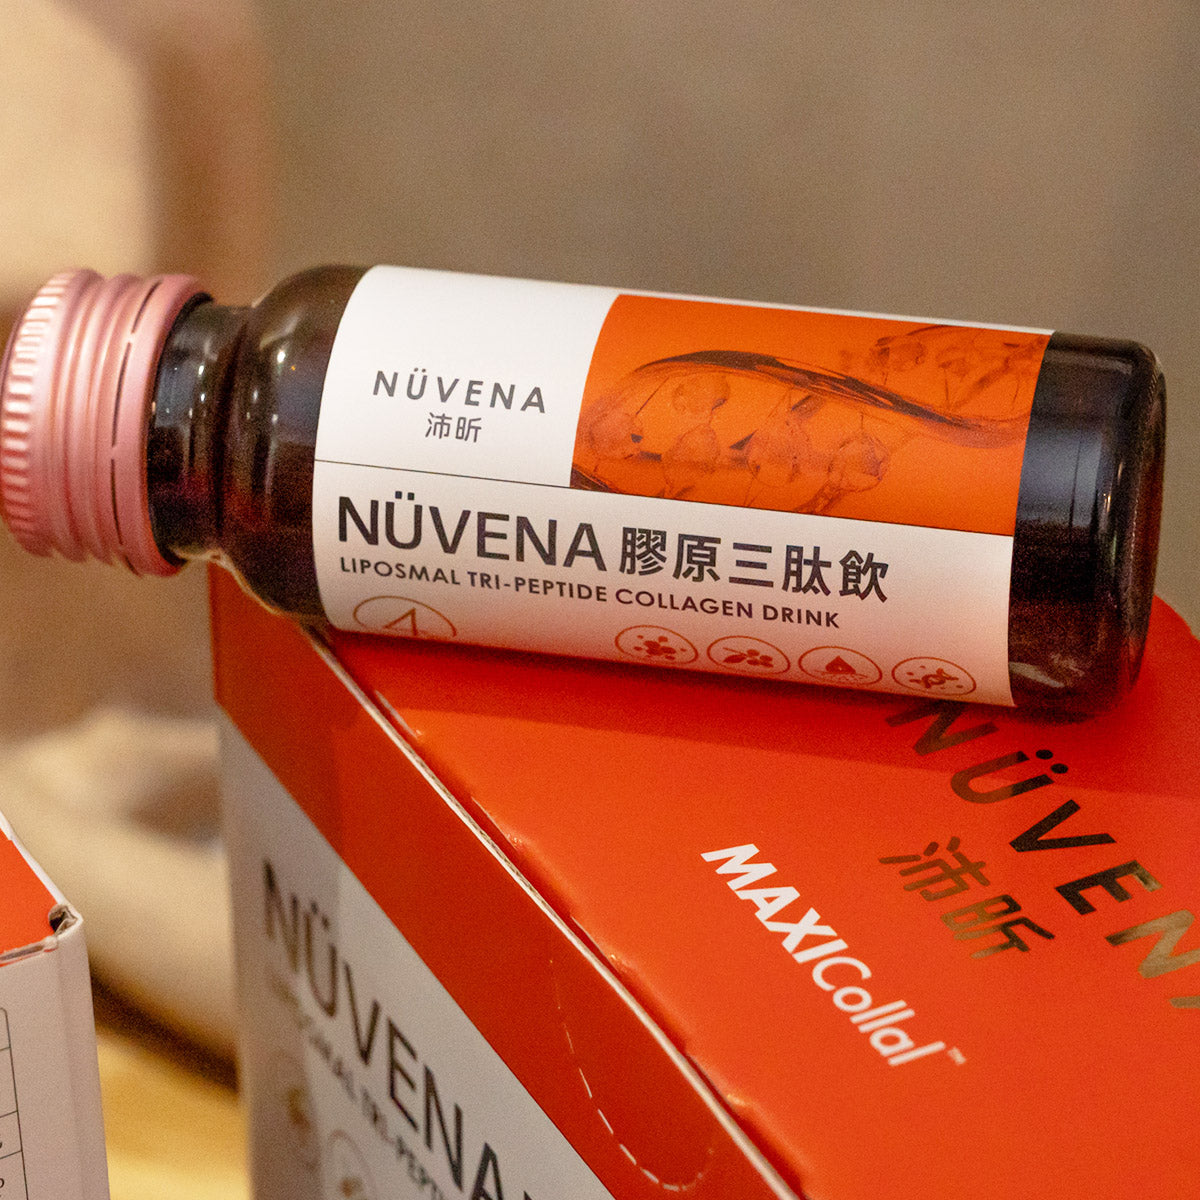 NÜVENA
沛昕
NÜVENA 膠原三肽飲
LIPOSMAL TRI-PEPTIDE COLLAGEN DRINK
4
NÜVENA
沛昕
MAXICollal™
NÜVENA